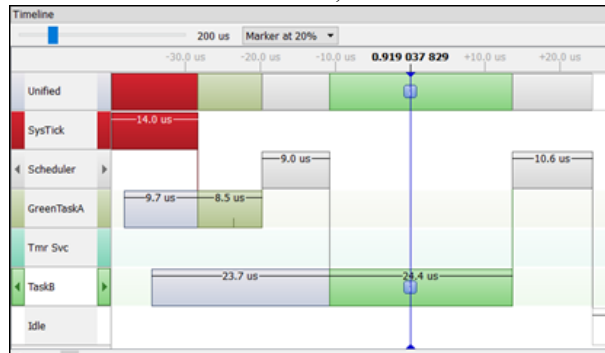 Timeline
200 us Marker at 20%
-30.0 us -20.0 us -10.0 us 0.919 037 829 +10.0 us +20.0 us
Unified
SysTick 14.0 us
Scheduler 9.0 us 10.6 us
GreenTaskA 9.7 us 8.5 us
Tmr Svc
TaskB 23.7 us 24.4 us
Idle